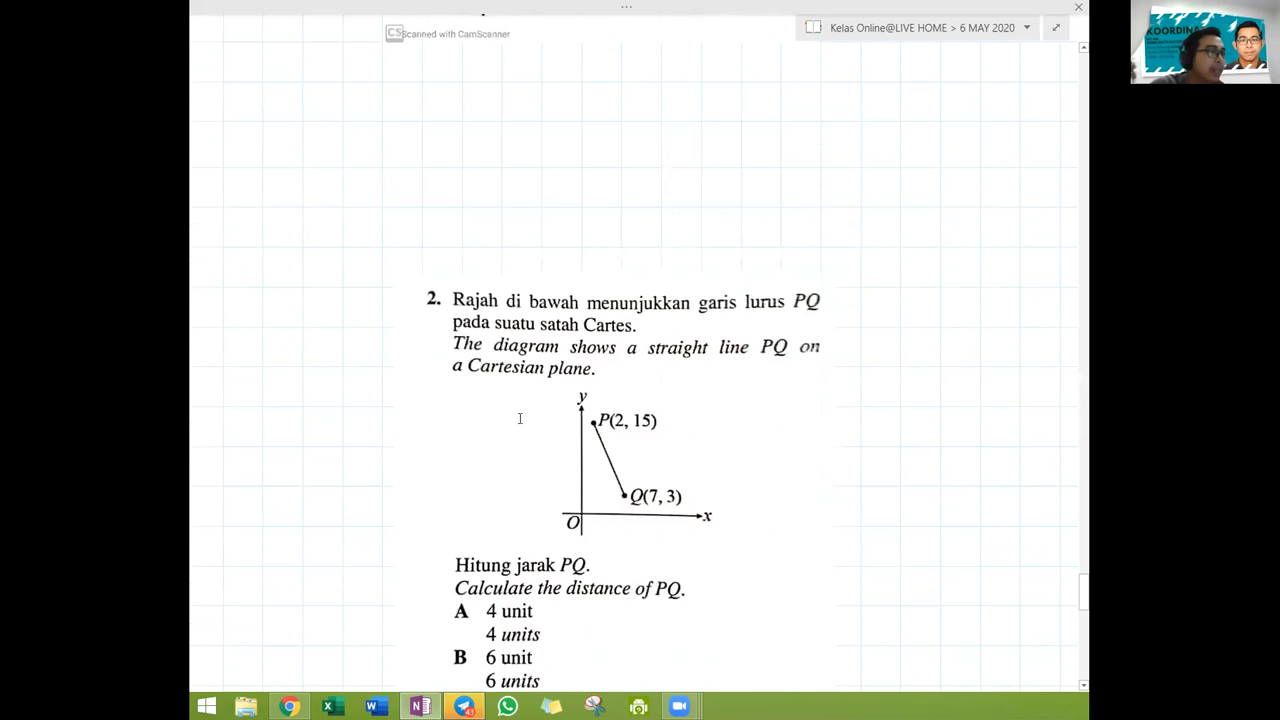 CS Scanned with CamScanner
Kelas Online@LIVE HOME > 6 MAY 2020
KOORDINA
2. Rajah di bawah menunjukkan garis lurus PQ
pada suatu satah Cartes.
The diagram shows a straight line PQ on
a Cartesian plane.
y
P(2, 15)
Q(7, 3)
O
x
Hitung jarak PQ.
Calculate the distance of PQ.
A 4 unit
4 units
B 6 unit
6 units